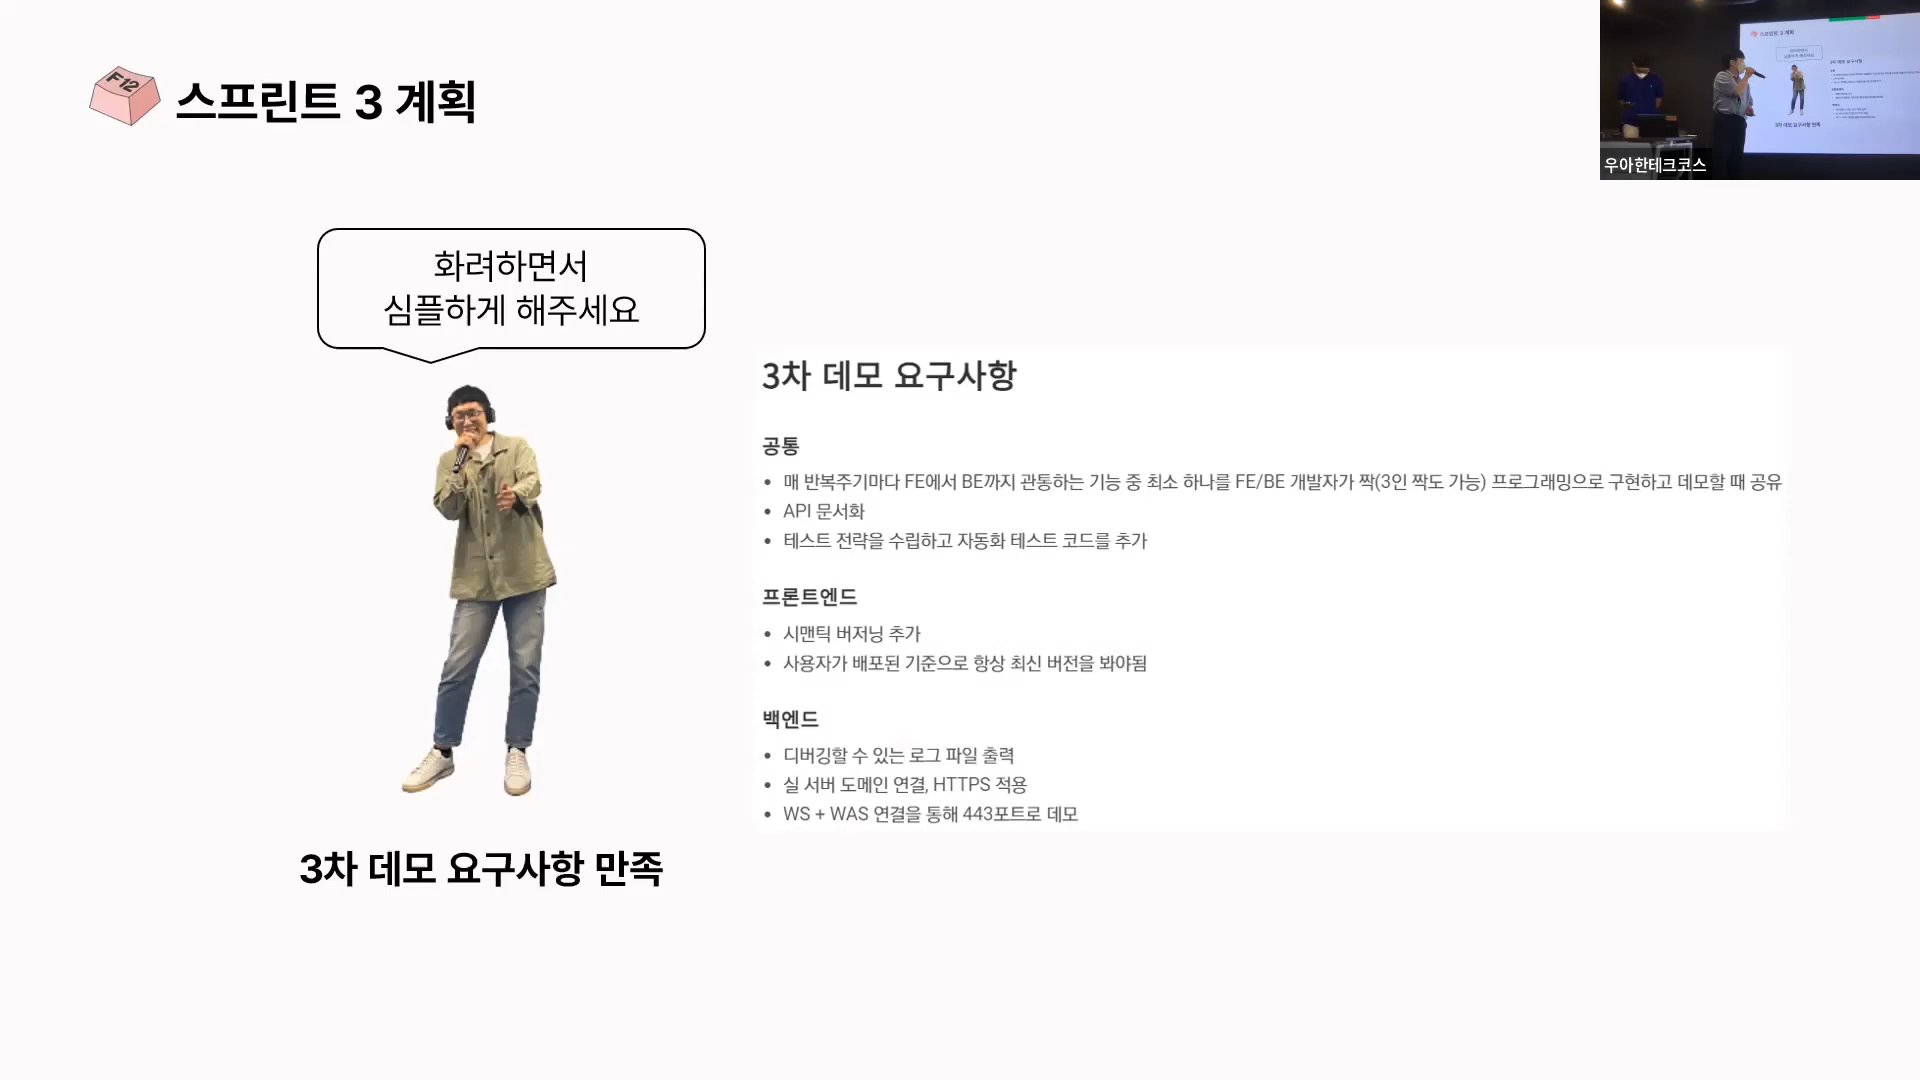 F12
스프린트 3 계획
우아한테크코스
화려하면서
심플하게 해주세요
3차 데모 요구사항 만족
3차 데모 요구사항
공통
• 매 반복주기마다 FE에서 BE까지 관통하는 기능 중 최소 하나를 FE/BE 개발자가 짝(3인 짝도 가능) 프로그래밍으로 구현하고 데모할 때 공유
• API 문서화
• 테스트 전략을 수립하고 자동화 테스트 코드를 추가
프론트엔드
• 시맨틱 버저닝 추가
• 사용자가 배포된 기준으로 항상 최신 버전을 봐야됨
백엔드
• 디버깅할 수 있는 로그 파일 출력
• 실 서버 도메인 연결, HTTPS 적용
• WS + WAS 연결을 통해 443포트로 데모